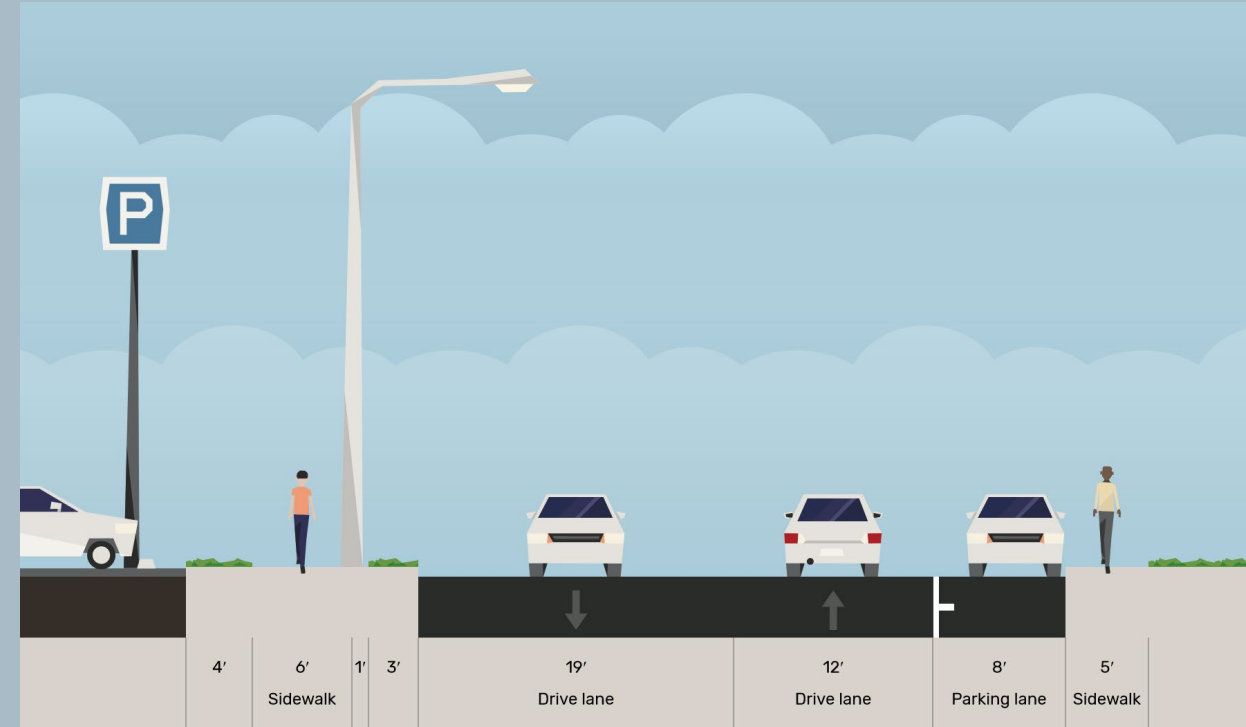 P
4′
6′
1′
3′
19′
12′
8′
5′
Sidewalk
Drive lane
Drive lane
Parking lane
Sidewalk